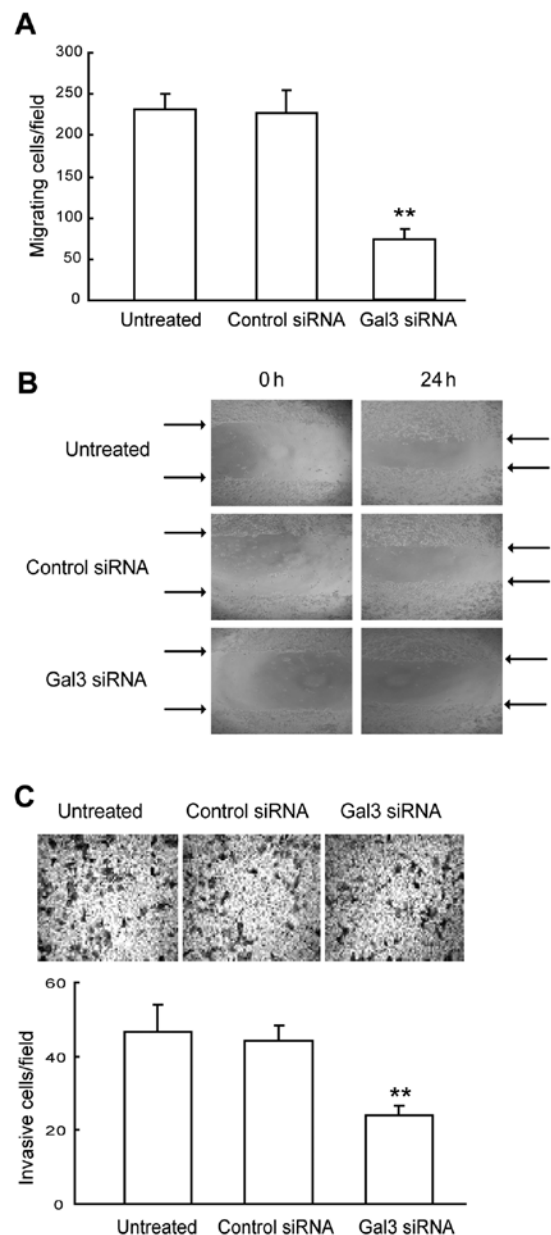 A
Migrating cells/field
300
250
200
150
100
50
0
**
Untreated Control siRNA Gal3 siRNA
B
0 h 24 h
Untreated
Control siRNA
Gal3 siRNA
C
Untreated Control siRNA Gal3 siRNA
Invasive cells/field
60
40
20
0
**
Untreated Control siRNA Gal3 siRNA